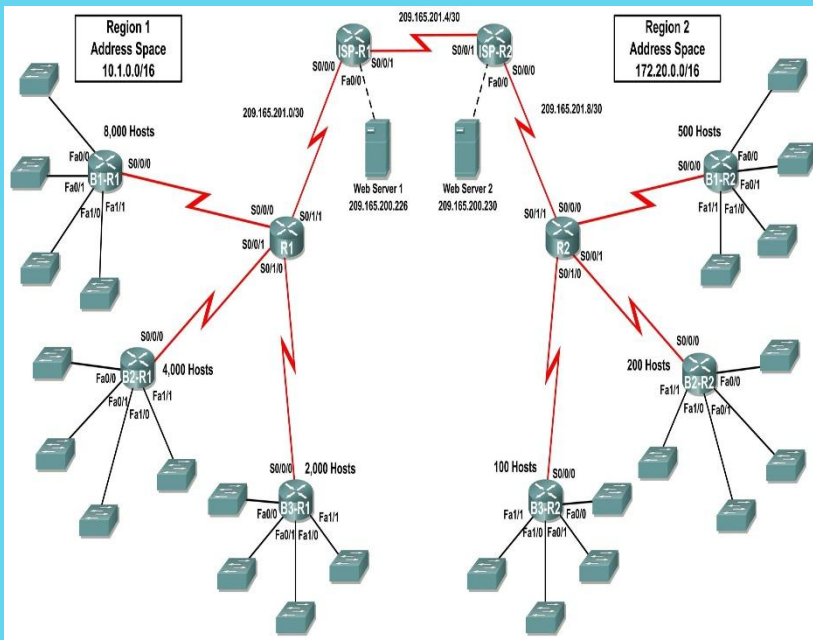 Region 1
Address Space
10.1.0.0/16
209.165.201.4/30
Region 2
Address Space
172.20.0.0/16
ISP-R1
S0/0/0
S0/0/1
Fa0/0
ISP-R2
S0/0/1
S0/0/0
Fa0/0
209.165.201.0/30
209.165.201.8/30
Web Server 1
209.165.200.226
Web Server 2
209.165.200.230
8,000 Hosts
Fa0/0
S0/0/0
B1-R1
Fa0/1
Fa1/0
Fa1/1
500 Hosts
S0/0/0
Fa0/0
B1-R2
Fa0/1
Fa1/1
Fa1/0
S0/0/0
S0/1/1
R1
S0/0/1
S0/1/0
S0/0/0
S0/1/1
R2
S0/0/1
S0/1/0
S0/0/0
B2-R1
4,000 Hosts
Fa0/0
Fa1/1
Fa0/1
Fa1/0
S0/0/0
200 Hosts
B2-R2
Fa1/1
Fa0/0
Fa1/0
Fa0/1
2,000 Hosts
S0/0/0
B3-R1
Fa0/0
Fa1/1
Fa0/1
Fa1/0
100 Hosts
S0/0/0
B3-R2
Fa1/1
Fa0/0
Fa1/0
Fa0/1